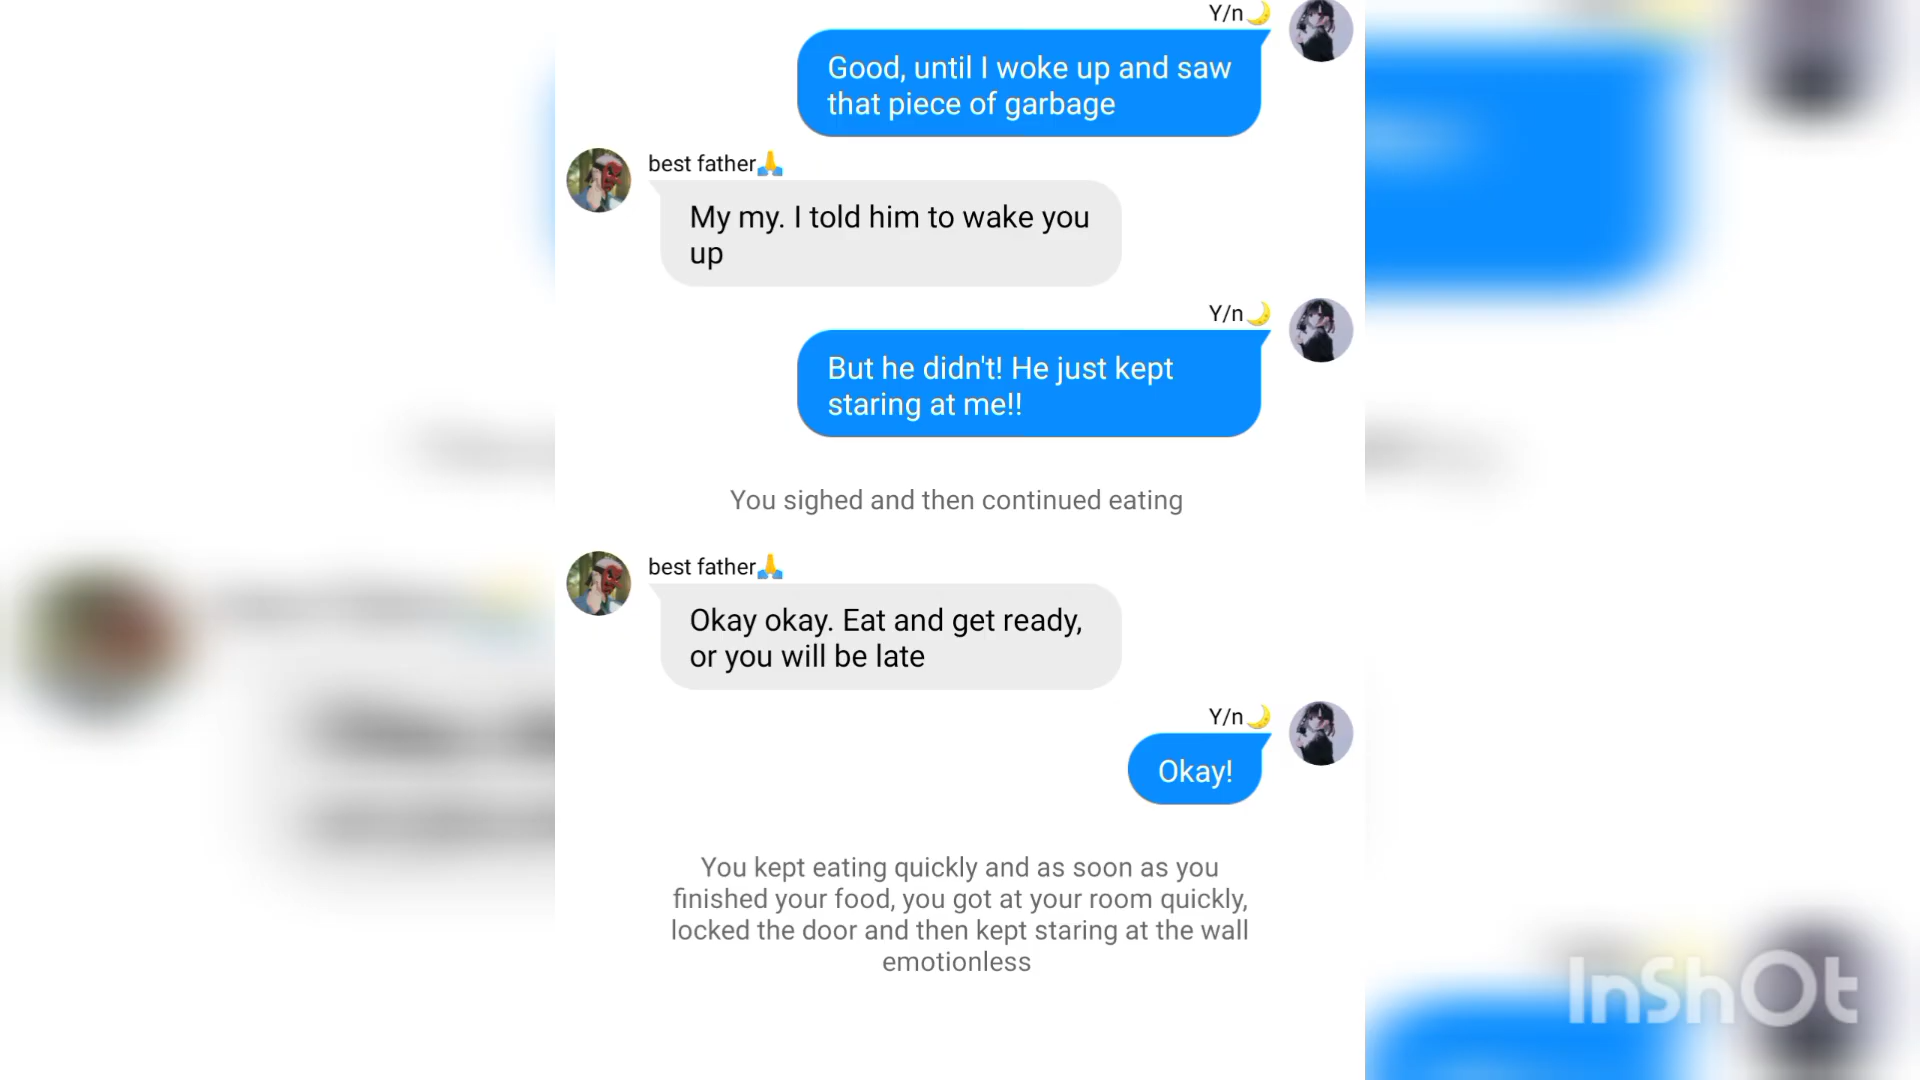 Y/n🌙
Good, until I woke up and saw
that piece of garbage
best father🙏
My my. I told him to wake you
up
Y/n🌙
But he didn't! He just kept
staring at me!!
You sighed and then continued eating
best father🙏
Okay okay. Eat and get ready,
or you will be late
Y/n🌙
Okay!
You kept eating quickly and as soon as you
finished your food, you got at your room quickly,
locked the door and then kept staring at the wall
emotionless
InShOt